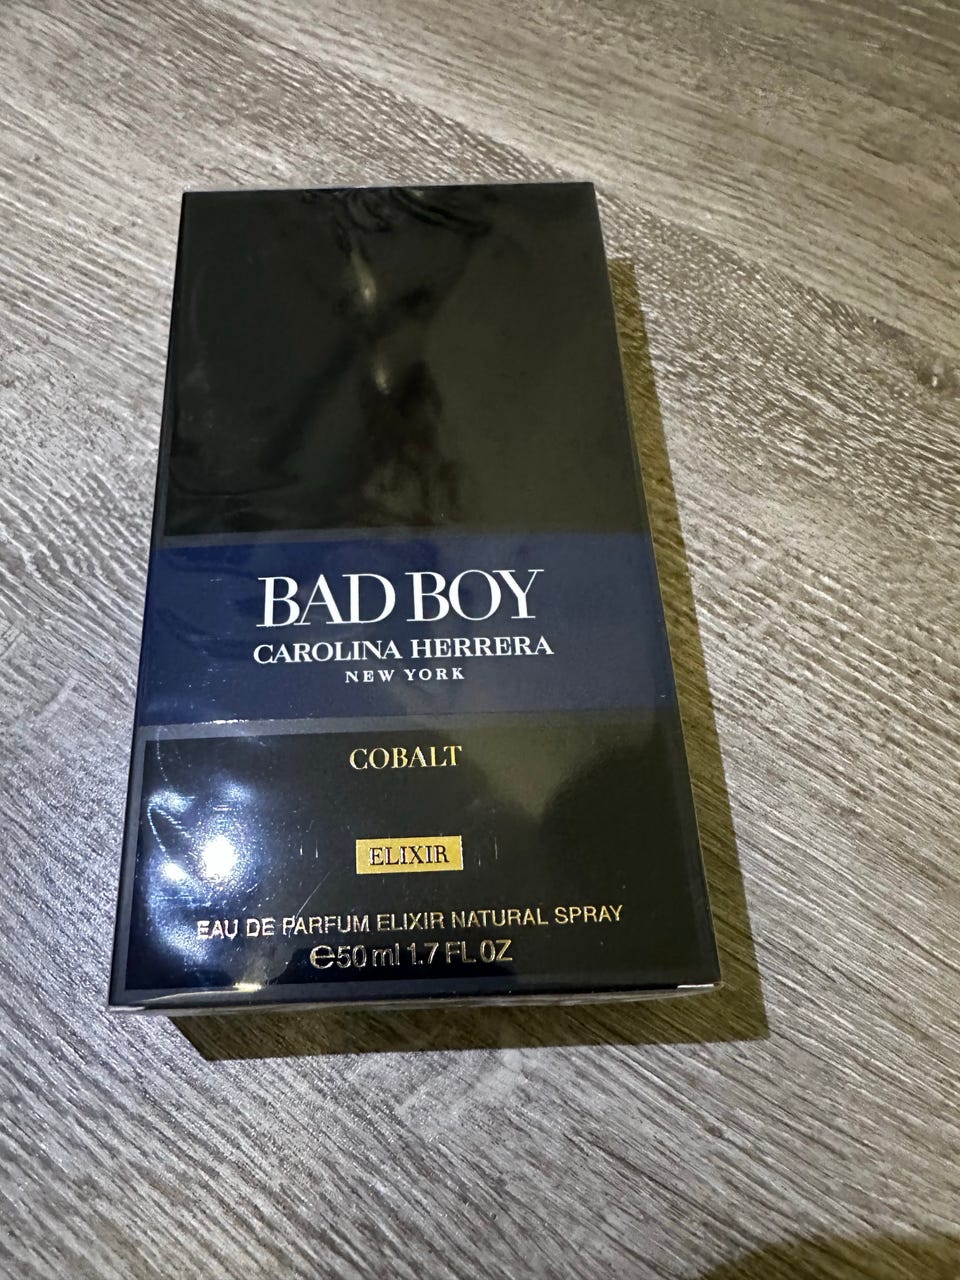 BAD BOY
CAROLINA HERRERA
NEW YORK
COBALT
ELIXIR
EAU DE PARFUM ELIXIR NATURAL SPRAY
℮50 ml 1.7 FL OZ